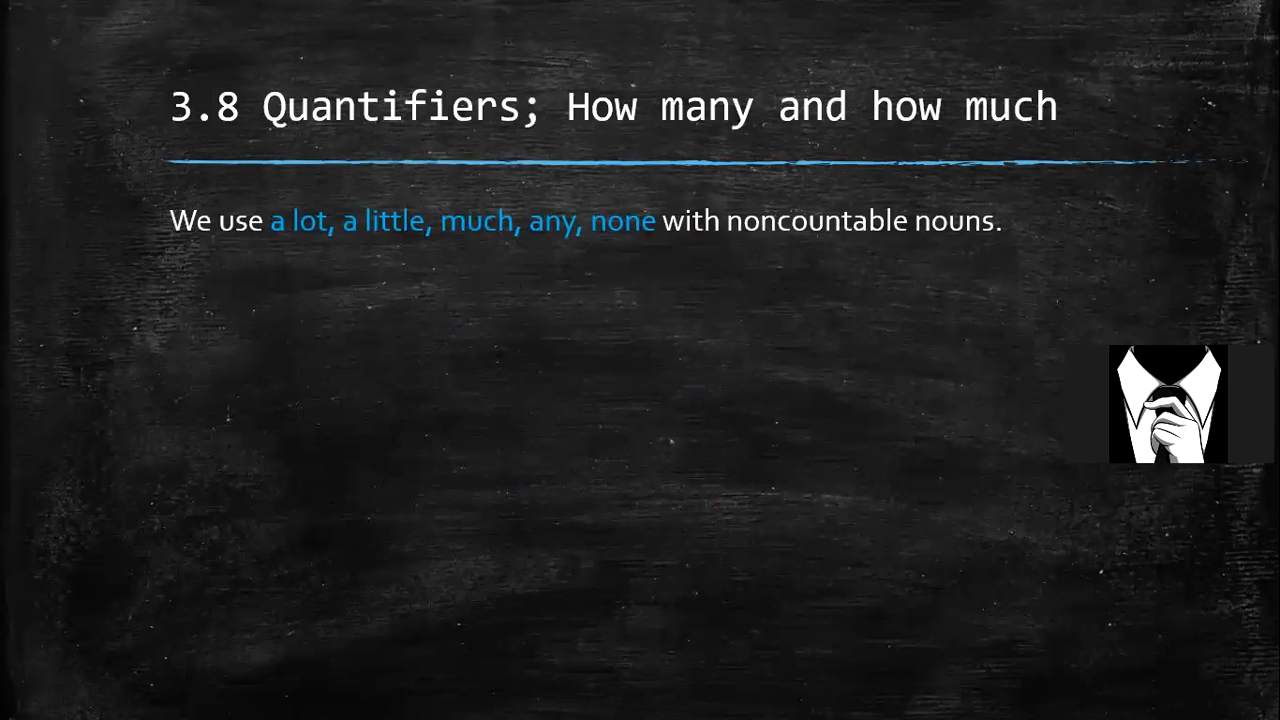 3.8 Quantifiers; How many and how much
We use a lot, a little, much, any, none with noncountable nouns.